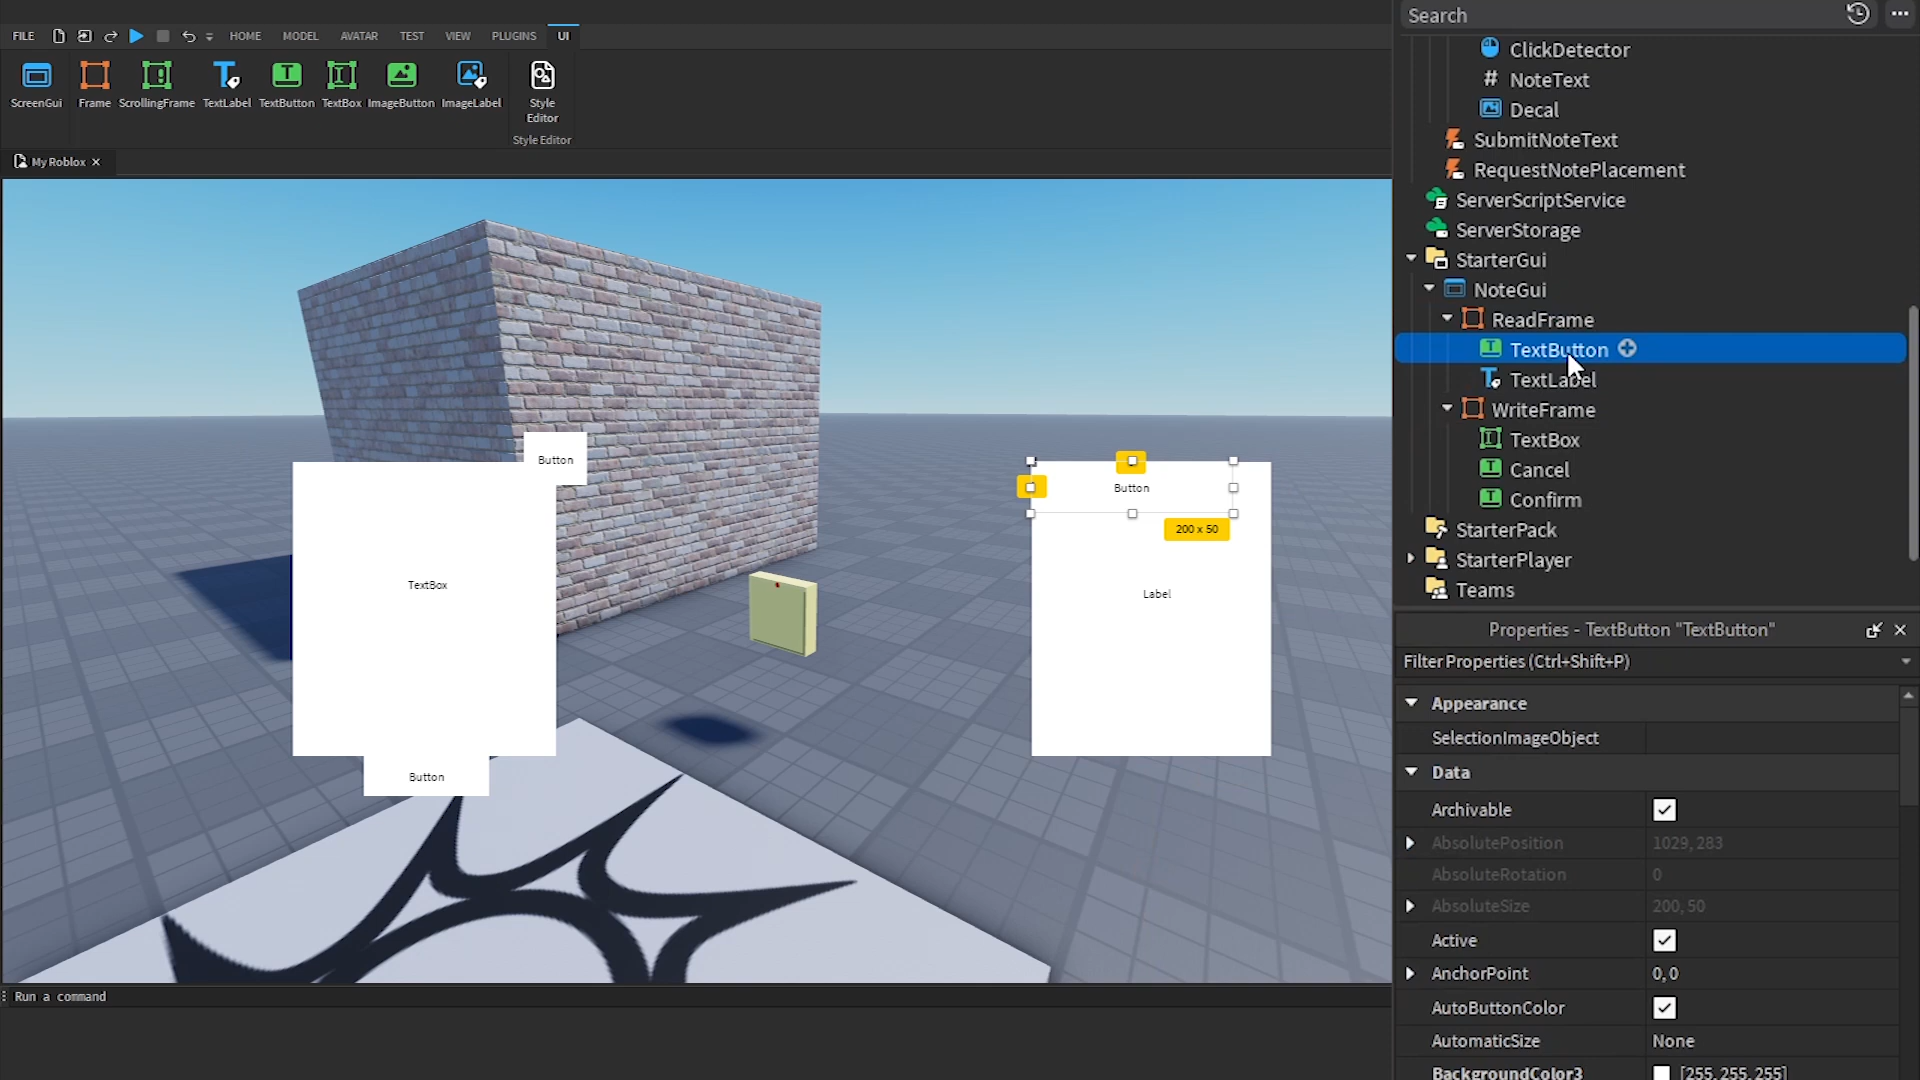 FILE HOME MODEL AVATAR TEST VIEW PLUGINS UI
ScreenGui Frame ScrollingFrame TextLabel TextButton TextBox ImageButton ImageLabel Style Editor
Style Editor
My Roblox
Button
TextBox
Button
Button
200 x 50
Label
Run a command
Search
ClickDetector
NoteText
Decal
SubmitNoteText
RequestNotePlacement
ServerScriptService
ServerStorage
StarterGui
NoteGui
ReadFrame
TextButton
TextLabel
WriteFrame
TextBox
Cancel
Confirm
StarterPack
StarterPlayer
Teams
Properties - TextButton "TextButton"
Filter Properties (Ctrl+Shift+P)
Appearance
SelectionImageObject
Data
Archivable
AbsolutePosition 1029, 283
AbsoluteRotation 0
AbsoluteSize 200, 50
Active
AnchorPoint 0, 0
AutoButtonColor
AutomaticSize None
BackgroundColor3 [255, 255, 255]